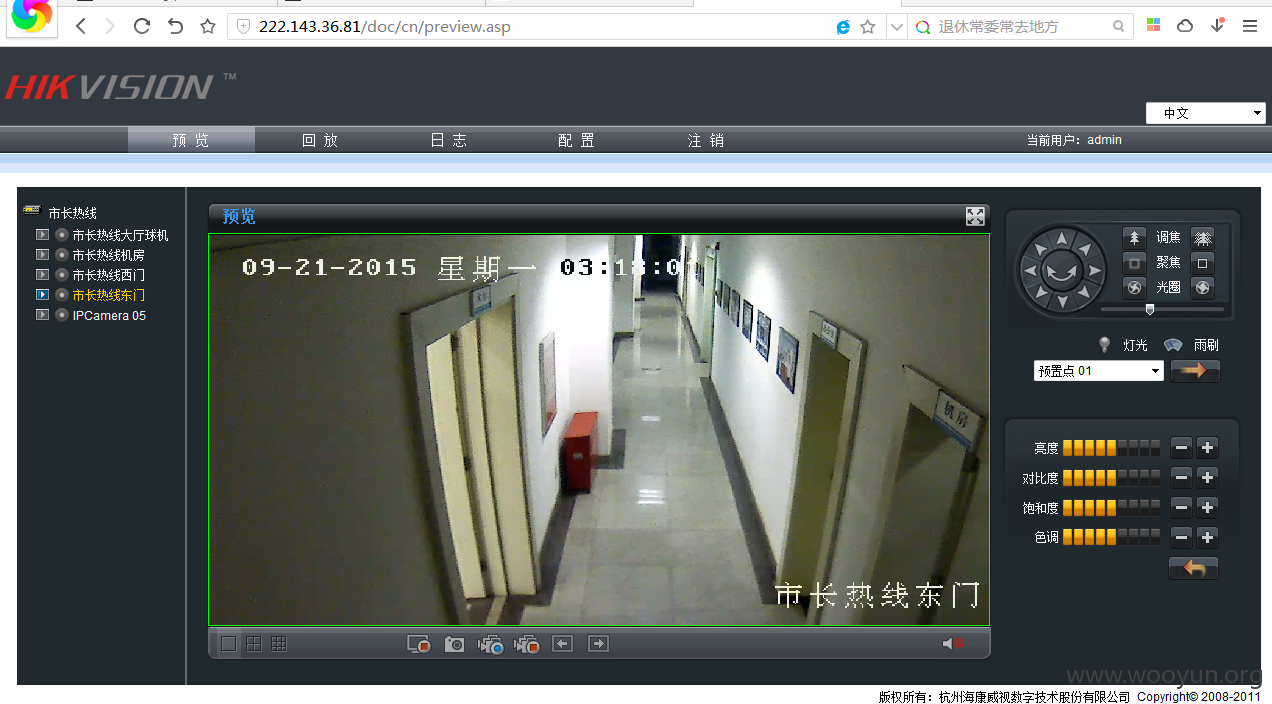 222.143.36.81/doc/cn/preview.asp
退休常委常去地方
HIKVISION™
中文
预览 回放 日志 配置 注销 当前用户：admin
市长热线
市长热线大厅球机
市长热线机房
市长热线西门
市长热线东门
IPCamera 05
预览
09-21-2015 星期一 03:18:0
机房
市长热线东门
调焦
聚焦
光圈
灯光 雨刷
预置点 01
亮度
对比度
饱和度
色调
www.wooyun.org
版权所有：杭州海康威视数字技术股份有限公司 Copyright© 2008-2011